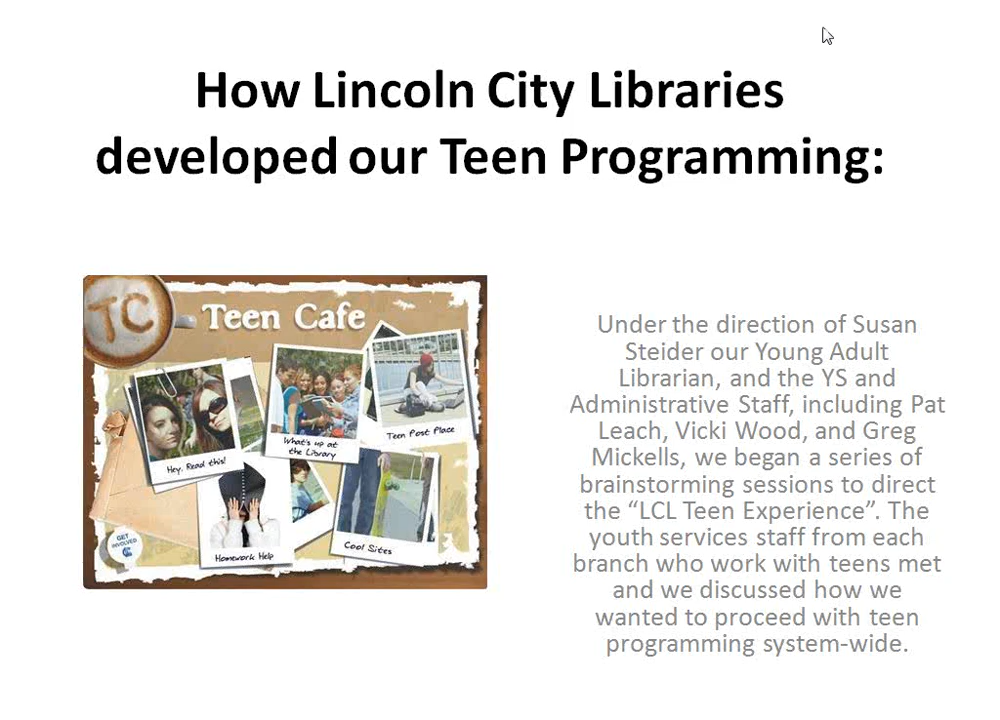 How Lincoln City Libraries
developed our Teen Programming:
TC
Teen Cafe
Hey, Read this!
What's up at
the Library
Teen Post Place
Homework Help
Cool Sites
GET
INVOLVED
Under the direction of Susan
Steider our Young Adult
Librarian, and the YS and
Administrative Staff, including Pat
Leach, Vicki Wood, and Greg
Mickells, we began a series of
brainstorming sessions to direct
the “LCL Teen Experience”. The
youth services staff from each
branch who work with teens met
and we discussed how we
wanted to proceed with teen
programming system-wide.